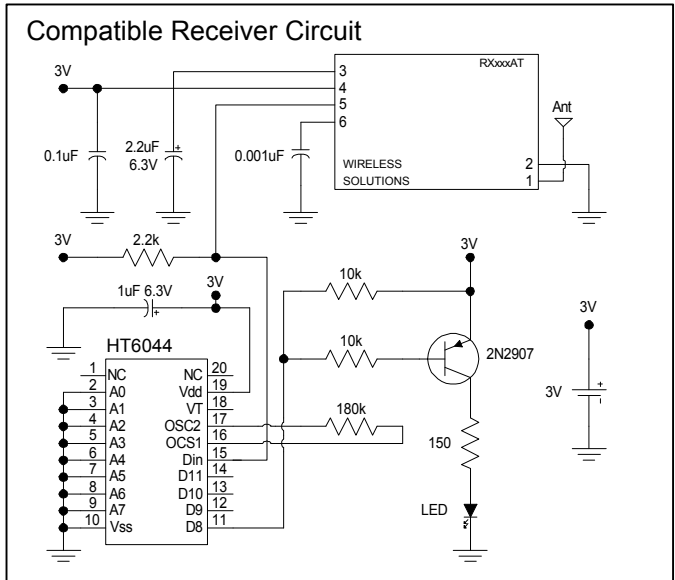 Compatible Receiver Circuit
3V
0.1uF
2.2uF
6.3V
0.001uF
3
4
5
6
RXxxxAT
WIRELESS
SOLUTIONS
2
1
Ant
3V
2.2k
3V
1uF 6.3V
+
HT6044
1 NC NC 20
2 A0 Vdd 19
3 A1 VT 18
4 A2 OSC2 17
5 A3 OCS1 16
6 A4 Din 15
7 A5 D11 14
8 A6 D10 13
9 A7 D9 12
10 Vss D8 11
10k
10k
180k
3V
2N2907
150
LED
3V
3V
+
-